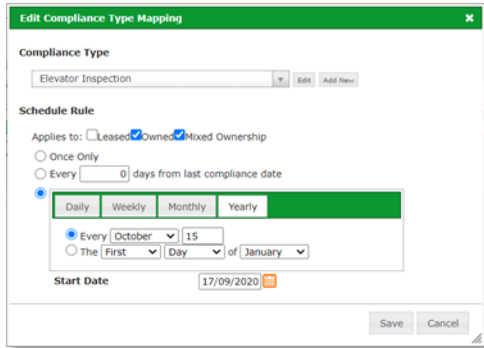 Edit Compliance Type Mapping
Compliance Type
Elevator Inspection Edit Add New
Schedule Rule
Applies to: Leased Owned Mixed Ownership
Once Only
Every 0 days from last compliance date
Daily Weekly Monthly Yearly
Every October 15
The First Day of January
Start Date 17/09/2020
Save Cancel